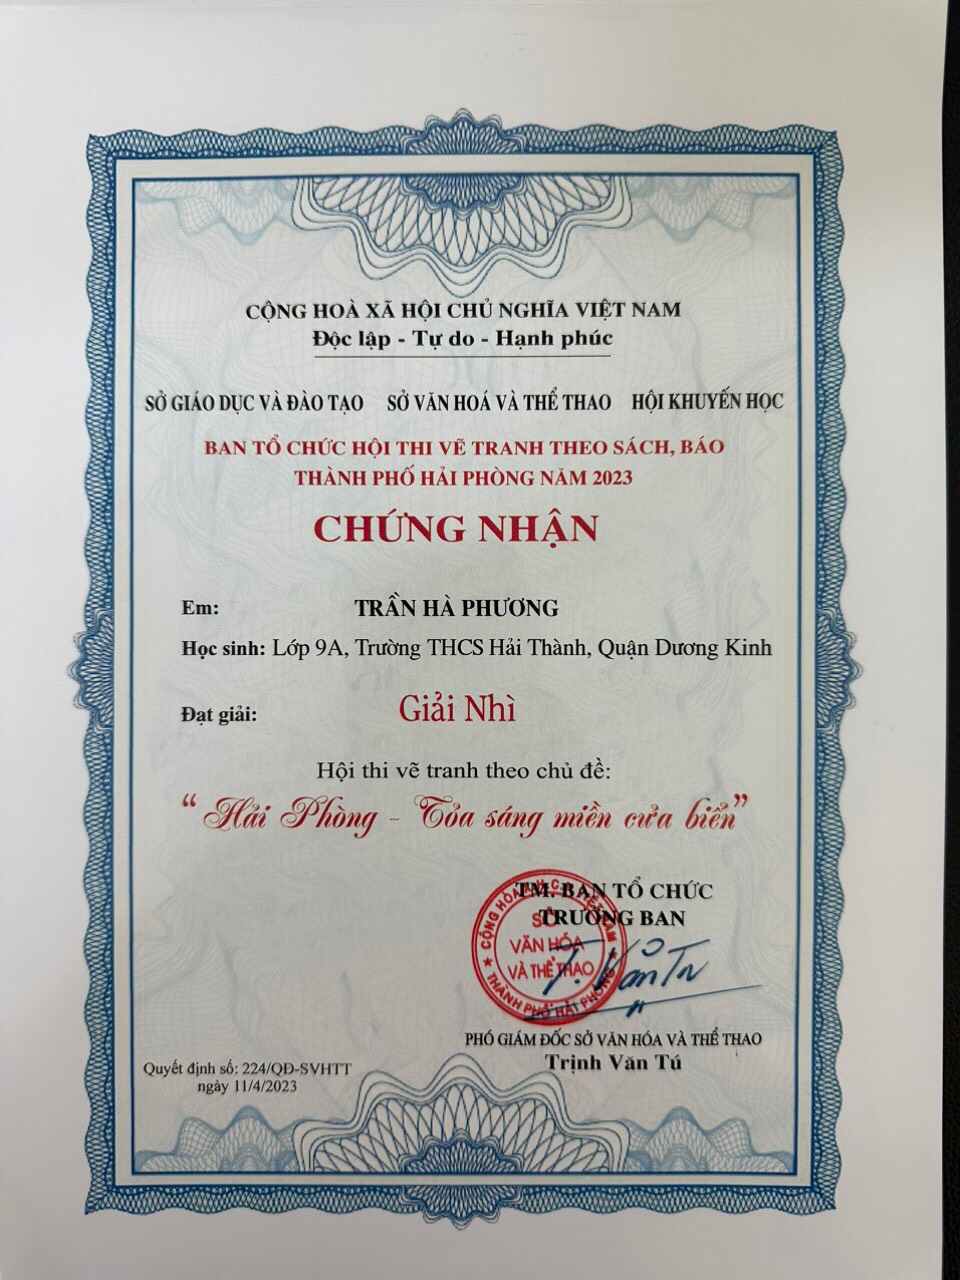 CỘNG HOÀ XÃ HỘI CHỦ NGHĨA VIỆT NAM
Độc lập - Tự do - Hạnh phúc
SỞ GIÁO DỤC VÀ ĐÀO TẠO SỞ VĂN HOÁ VÀ THỂ THAO HỘI KHUYẾN HỌC
BAN TỔ CHỨC HỘI THI VẼ TRANH THEO SÁCH, BÁO
THÀNH PHỐ HẢI PHÒNG NĂM 2023
CHỨNG NHẬN
Em: TRẦN HÀ PHƯƠNG
Học sinh: Lớp 9A, Trường THCS Hải Thành, Quận Dương Kinh
Đạt giải: Giải Nhì
Hội thi vẽ tranh theo chủ đề:
“Hải Phòng - Tỏa sáng miền cửa biển”
TM. BAN TỔ CHỨC
TRƯỞNG BAN
SỞ
VĂN HÓA
VÀ THỂ THAO
THÀNH PHỐ HẢI PHÒNG
PHÓ GIÁM ĐỐC SỞ VĂN HÓA VÀ THỂ THAO
Trịnh Văn Tú
Quyết định số: 224/QĐ-SVHTT
ngày 11/4/2023